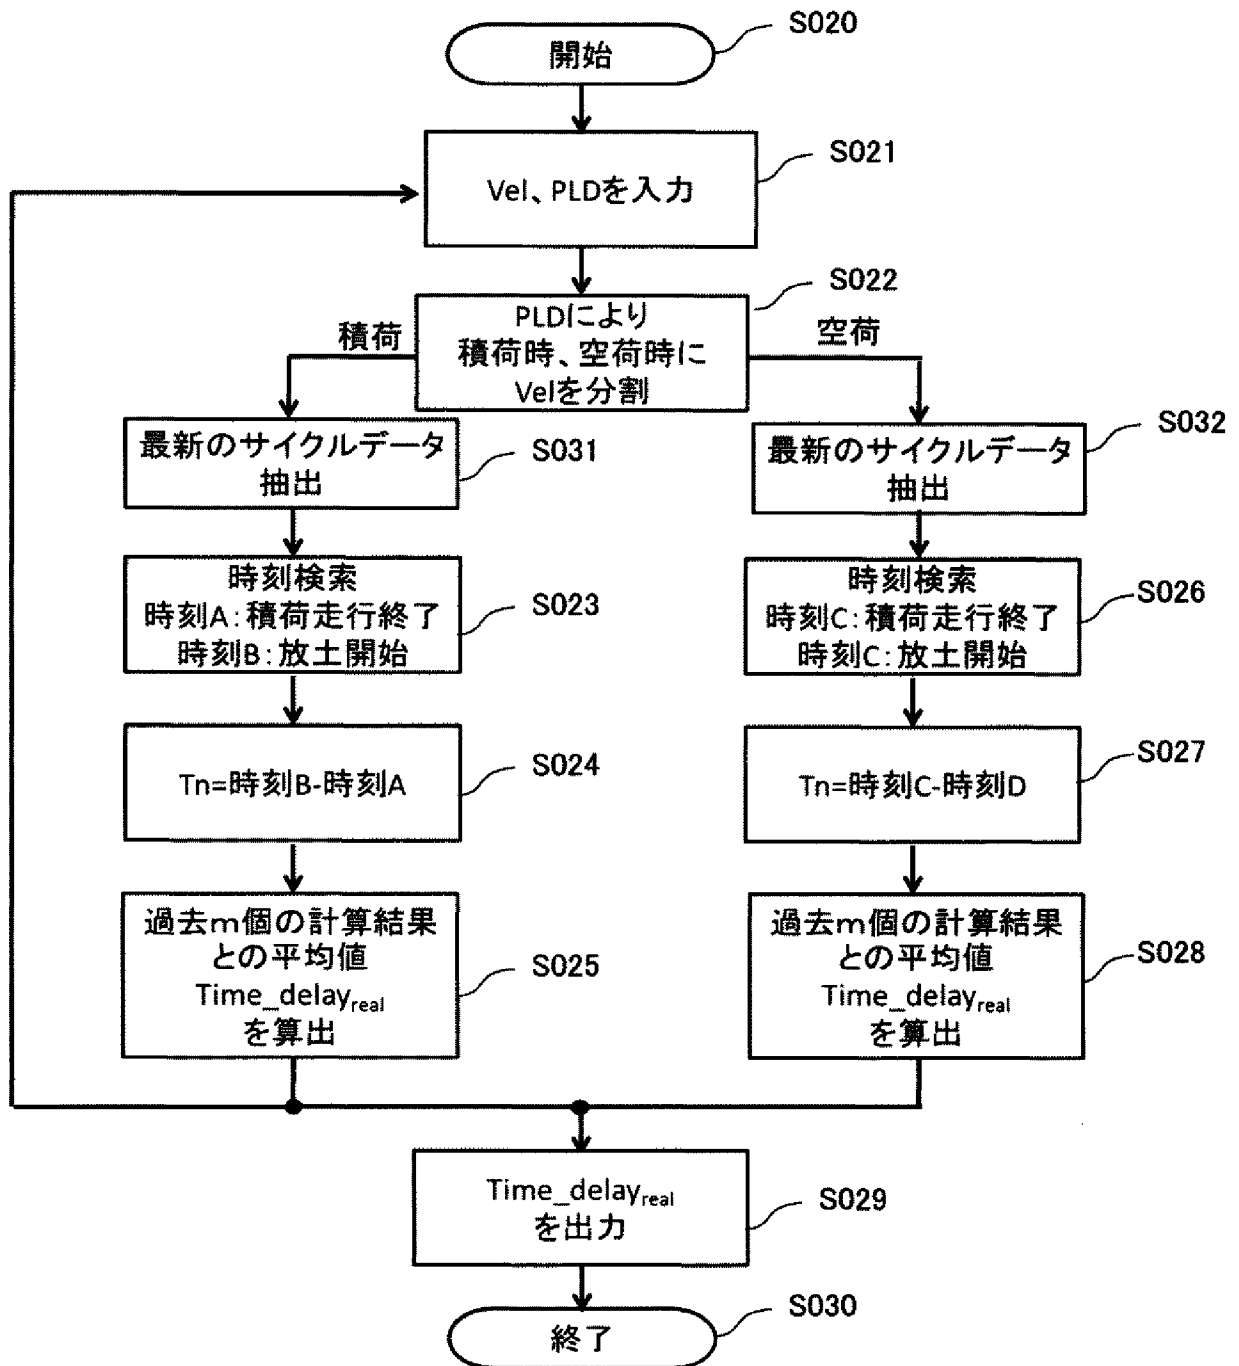 S020
開始
S021
Vel、PLDを入力
S022
PLDにより
積荷時、空荷時に
Velを分割
積荷
空荷
最新のサイクルデータ
抽出
S031
最新のサイクルデータ
抽出
S032
時刻検索
時刻A:積荷走行終了
時刻B:放土開始
S023
時刻検索
時刻C:積荷走行終了
時刻C:放土開始
S026
Tn=時刻B-時刻A
S024
Tn=時刻C-時刻D
S027
過去m個の計算結果
との平均値
Time_delayreal
を算出
S025
過去m個の計算結果
との平均値
Time_delayreal
を算出
S028
Time_delayreal
を出力
S029
終了
S030